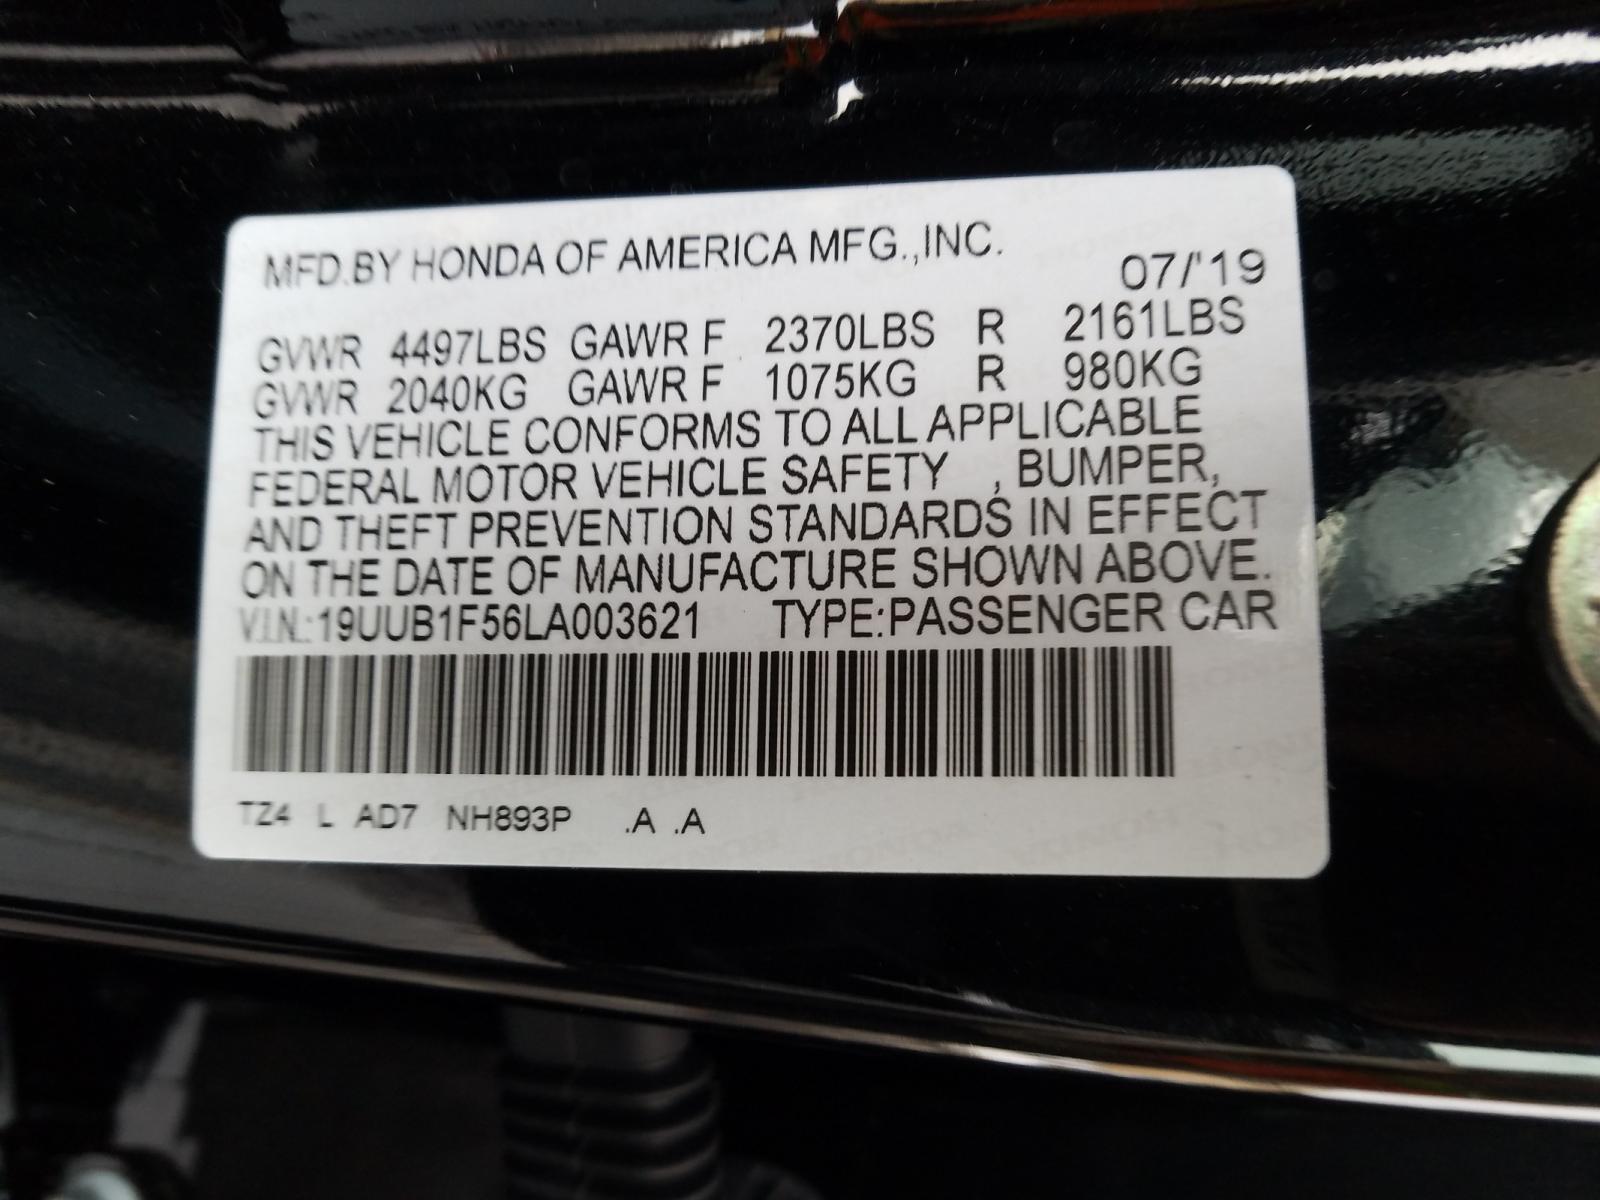 MFD.BY HONDA OF AMERICA MFG.,INC. 07/'19
GVWR 4497LBS GAWR F 2370LBS R 2161LBS
GVWR 2040KG GAWR F 1075KG R 980KG
THIS VEHICLE CONFORMS TO ALL APPLICABLE
FEDERAL MOTOR VEHICLE SAFETY , BUMPER,
AND THEFT PREVENTION STANDARDS IN EFFECT
ON THE DATE OF MANUFACTURE SHOWN ABOVE.
V.I.N.:19UUB1F56LA003621 TYPE:PASSENGER CAR
TZ4 L AD7 NH893P .A .A